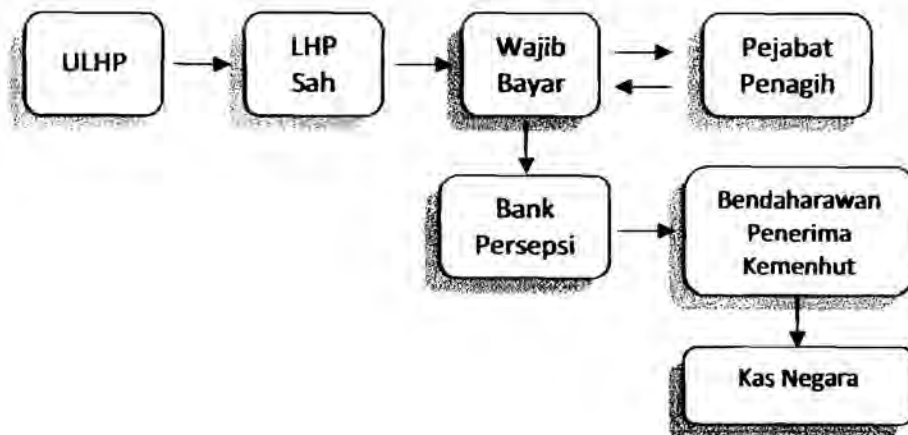 ULHP
LHP
Sah
Wajib
Bayar
Pejabat
Penagih
Bank
Persepsi
Bendaharawan
Penerima
Kemenhut
Kas Negara